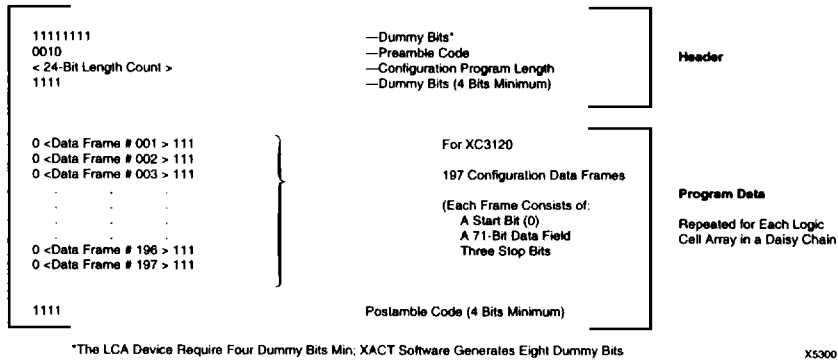 11111111 —Dummy Bits*
0010 —Preamble Code
< 24-Bit Length Count > —Configuration Program Length
1111 —Dummy Bits (4 Bits Minimum)
Header
0 <Data Frame # 001 > 111
0 <Data Frame # 002 > 111
0 <Data Frame # 003 > 111
. . .
. . .
. . .
. . .
0 <Data Frame # 196 > 111
0 <Data Frame # 197 > 111
For XC3120
197 Configuration Data Frames
(Each Frame Consists of:
A Start Bit (0)
A 71-Bit Data Field
Three Stop Bits
Program Data
Repeated for Each Logic
Cell Array in a Daisy Chain
1111 Postamble Code (4 Bits Minimum)
*The LCA Device Require Four Dummy Bits Min; XACT Software Generates Eight Dummy Bits
X5300